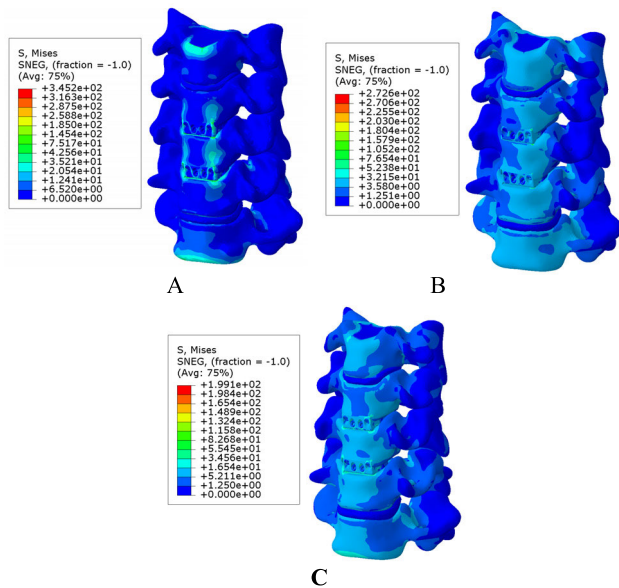 S, Mises
SNEG, (fraction = -1.0)
(Avg: 75%)
+3.452e+02
+3.163e+02
+2.875e+02
+2.588e+02
+1.850e+02
+1.454e+02
+7.517e+01
+4.256e+01
+3.521e+01
+2.054e+01
+1.241e+01
+6.520e+00
+0.000e+00
A
S, Mises
SNEG, (fraction = -1.0)
(Avg: 75%)
+2.726e+02
+2.706e+02
+2.255e+02
+2.030e+02
+1.804e+02
+1.579e+02
+1.052e+02
+7.654e+01
+5.238e+01
+3.215e+01
+3.580e+00
+1.251e+00
+0.000e+00
B
S, Mises
SNEG, (fraction = -1.0)
(Avg: 75%)
+1.991e+02
+1.984e+02
+1.654e+02
+1.489e+02
+1.324e+02
+1.158e+02
+8.268e+01
+5.545e+01
+3.456e+01
+1.654e+01
+5.211e+00
+1.250e+00
+0.000e+00
C